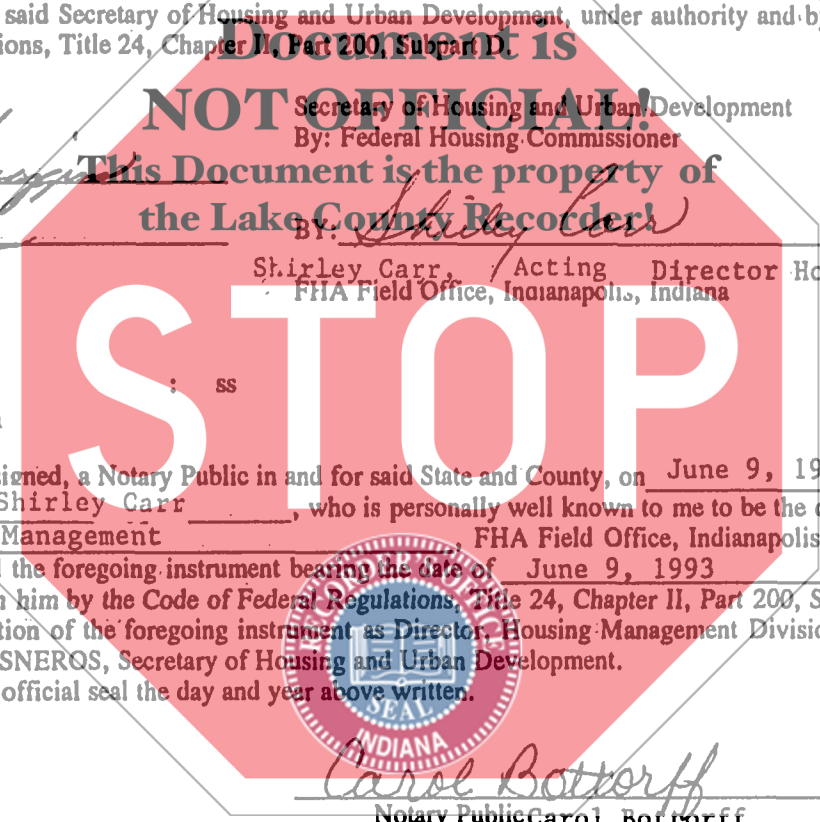 said Secretary of Housing and Urban Development, under authority and by
ions, Title 24, Chapter II, Part 200, Subpart D.
Document is
NOT OFFICIAL!
Secretary of Housing and Urban Development
By: Federal Housing Commissioner
This Document is the property of
the Lake County Recorder!
BY: Shirley Carr
Shirley Carr, Acting Director Ho
FHA Field Office, Indianapolis, Indiana
STOP
: ss
igned, a Notary Public in and for said State and County, on June 9, 19
Shirley Carr, who is personally well known to me to be the d
Management, FHA Field Office, Indianapolis
the foregoing instrument bearing the date of June 9, 1993
him by the Code of Federal Regulations, Title 24, Chapter II, Part 200, S
tion of the foregoing instrument as Director, Housing Management Divisio
SNEROS, Secretary of Housing and Urban Development.
official seal the day and year above written.
RECORDER'S OFFICE
SEAL
INDIANA
Carol Bottorff
Notary Public Carol Bottorff